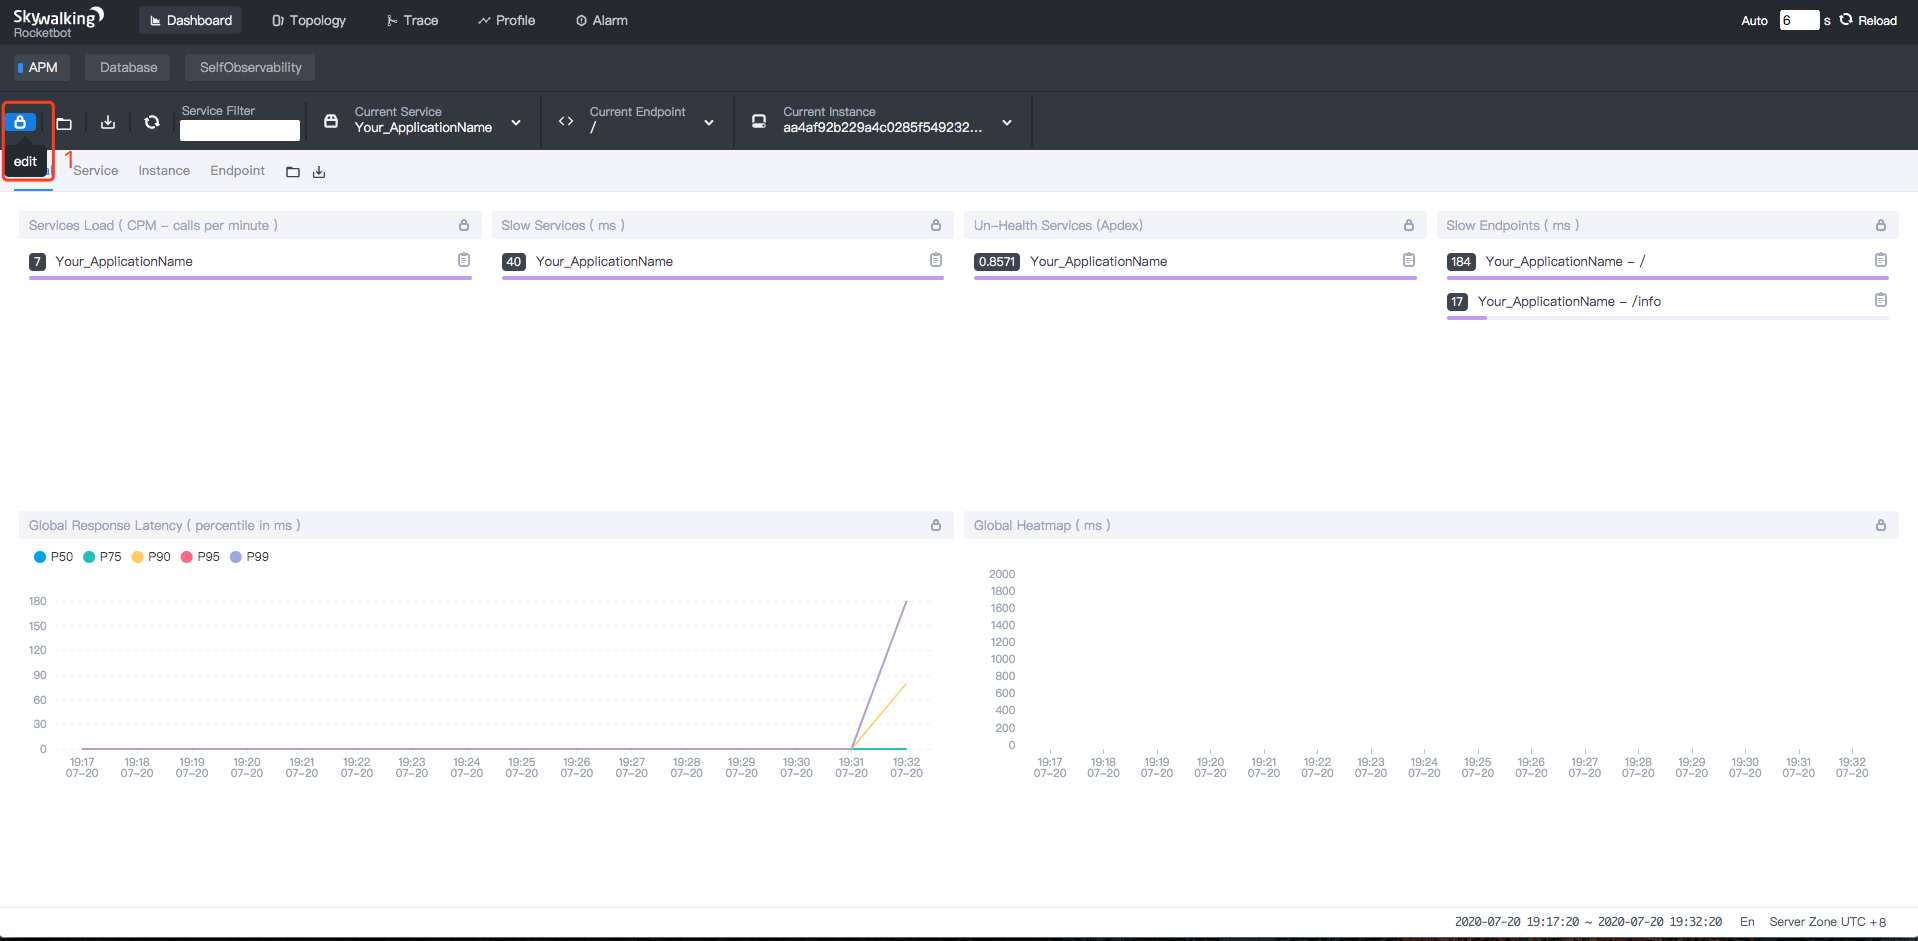 Skywalking
Rocketbot
Dashboard
Topology
Trace
Profile
Alarm
Auto 6 s Reload
APM
Database
SelfObservability
Service Filter
Current Service
Your_ApplicationName
Current Endpoint
/
Current Instance
aa4af92b229a4c0285f549232...
edit
1
Service
Instance
Endpoint
Services Load ( CPM - calls per minute )
7 Your_ApplicationName
Slow Services ( ms )
40 Your_ApplicationName
Un-Health Services (Apdex)
0.8571 Your_ApplicationName
Slow Endpoints ( ms )
184 Your_ApplicationName - /
17 Your_ApplicationName - /info
Global Response Latency ( percentile in ms )
P50 P75 P90 P95 P99
180
150
120
90
60
30
0
19:17 19:18 19:19 19:20 19:21 19:22 19:23 19:24 19:25 19:26 19:27 19:28 19:29 19:30 19:31 19:32
07-20 07-20 07-20 07-20 07-20 07-20 07-20 07-20 07-20 07-20 07-20 07-20 07-20 07-20 07-20 07-20
Global Heatmap ( ms )
2000
1800
1600
1400
1200
1000
800
600
400
200
0
19:17 19:18 19:19 19:20 19:21 19:22 19:23 19:24 19:25 19:26 19:27 19:28 19:29 19:30 19:31 19:32
07-20 07-20 07-20 07-20 07-20 07-20 07-20 07-20 07-20 07-20 07-20 07-20 07-20 07-20 07-20 07-20
2020-07-20 19:17:20 ~ 2020-07-20 19:32:20 En Server Zone UTC +8